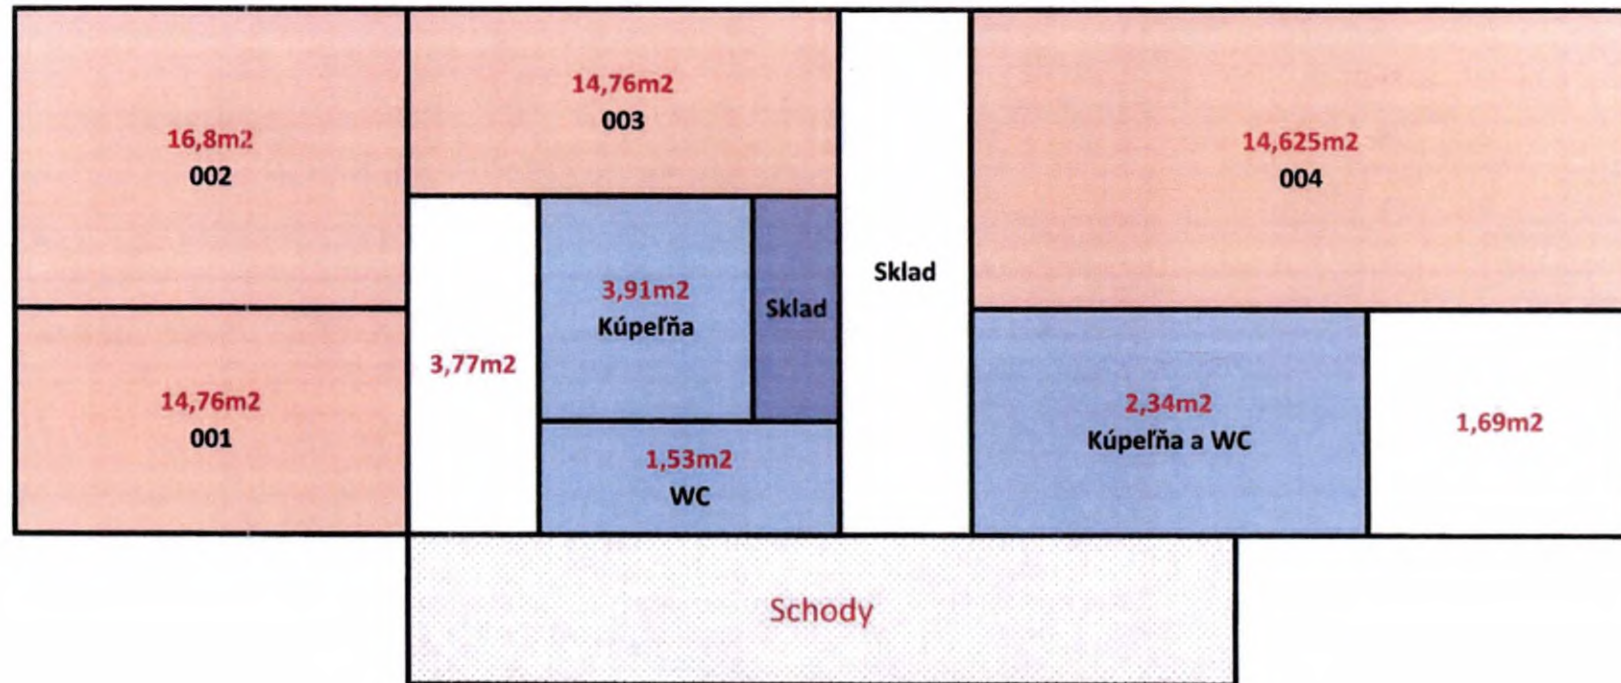 16,8m2
002
14,76m2
003
14,625m2
004
Sklad
3,91m2
Kúpeľňa
Sklad
3,77m2
14,76m2
001
1,53m2
WC
2,34m2
Kúpeľňa a WC
1,69m2
Schody